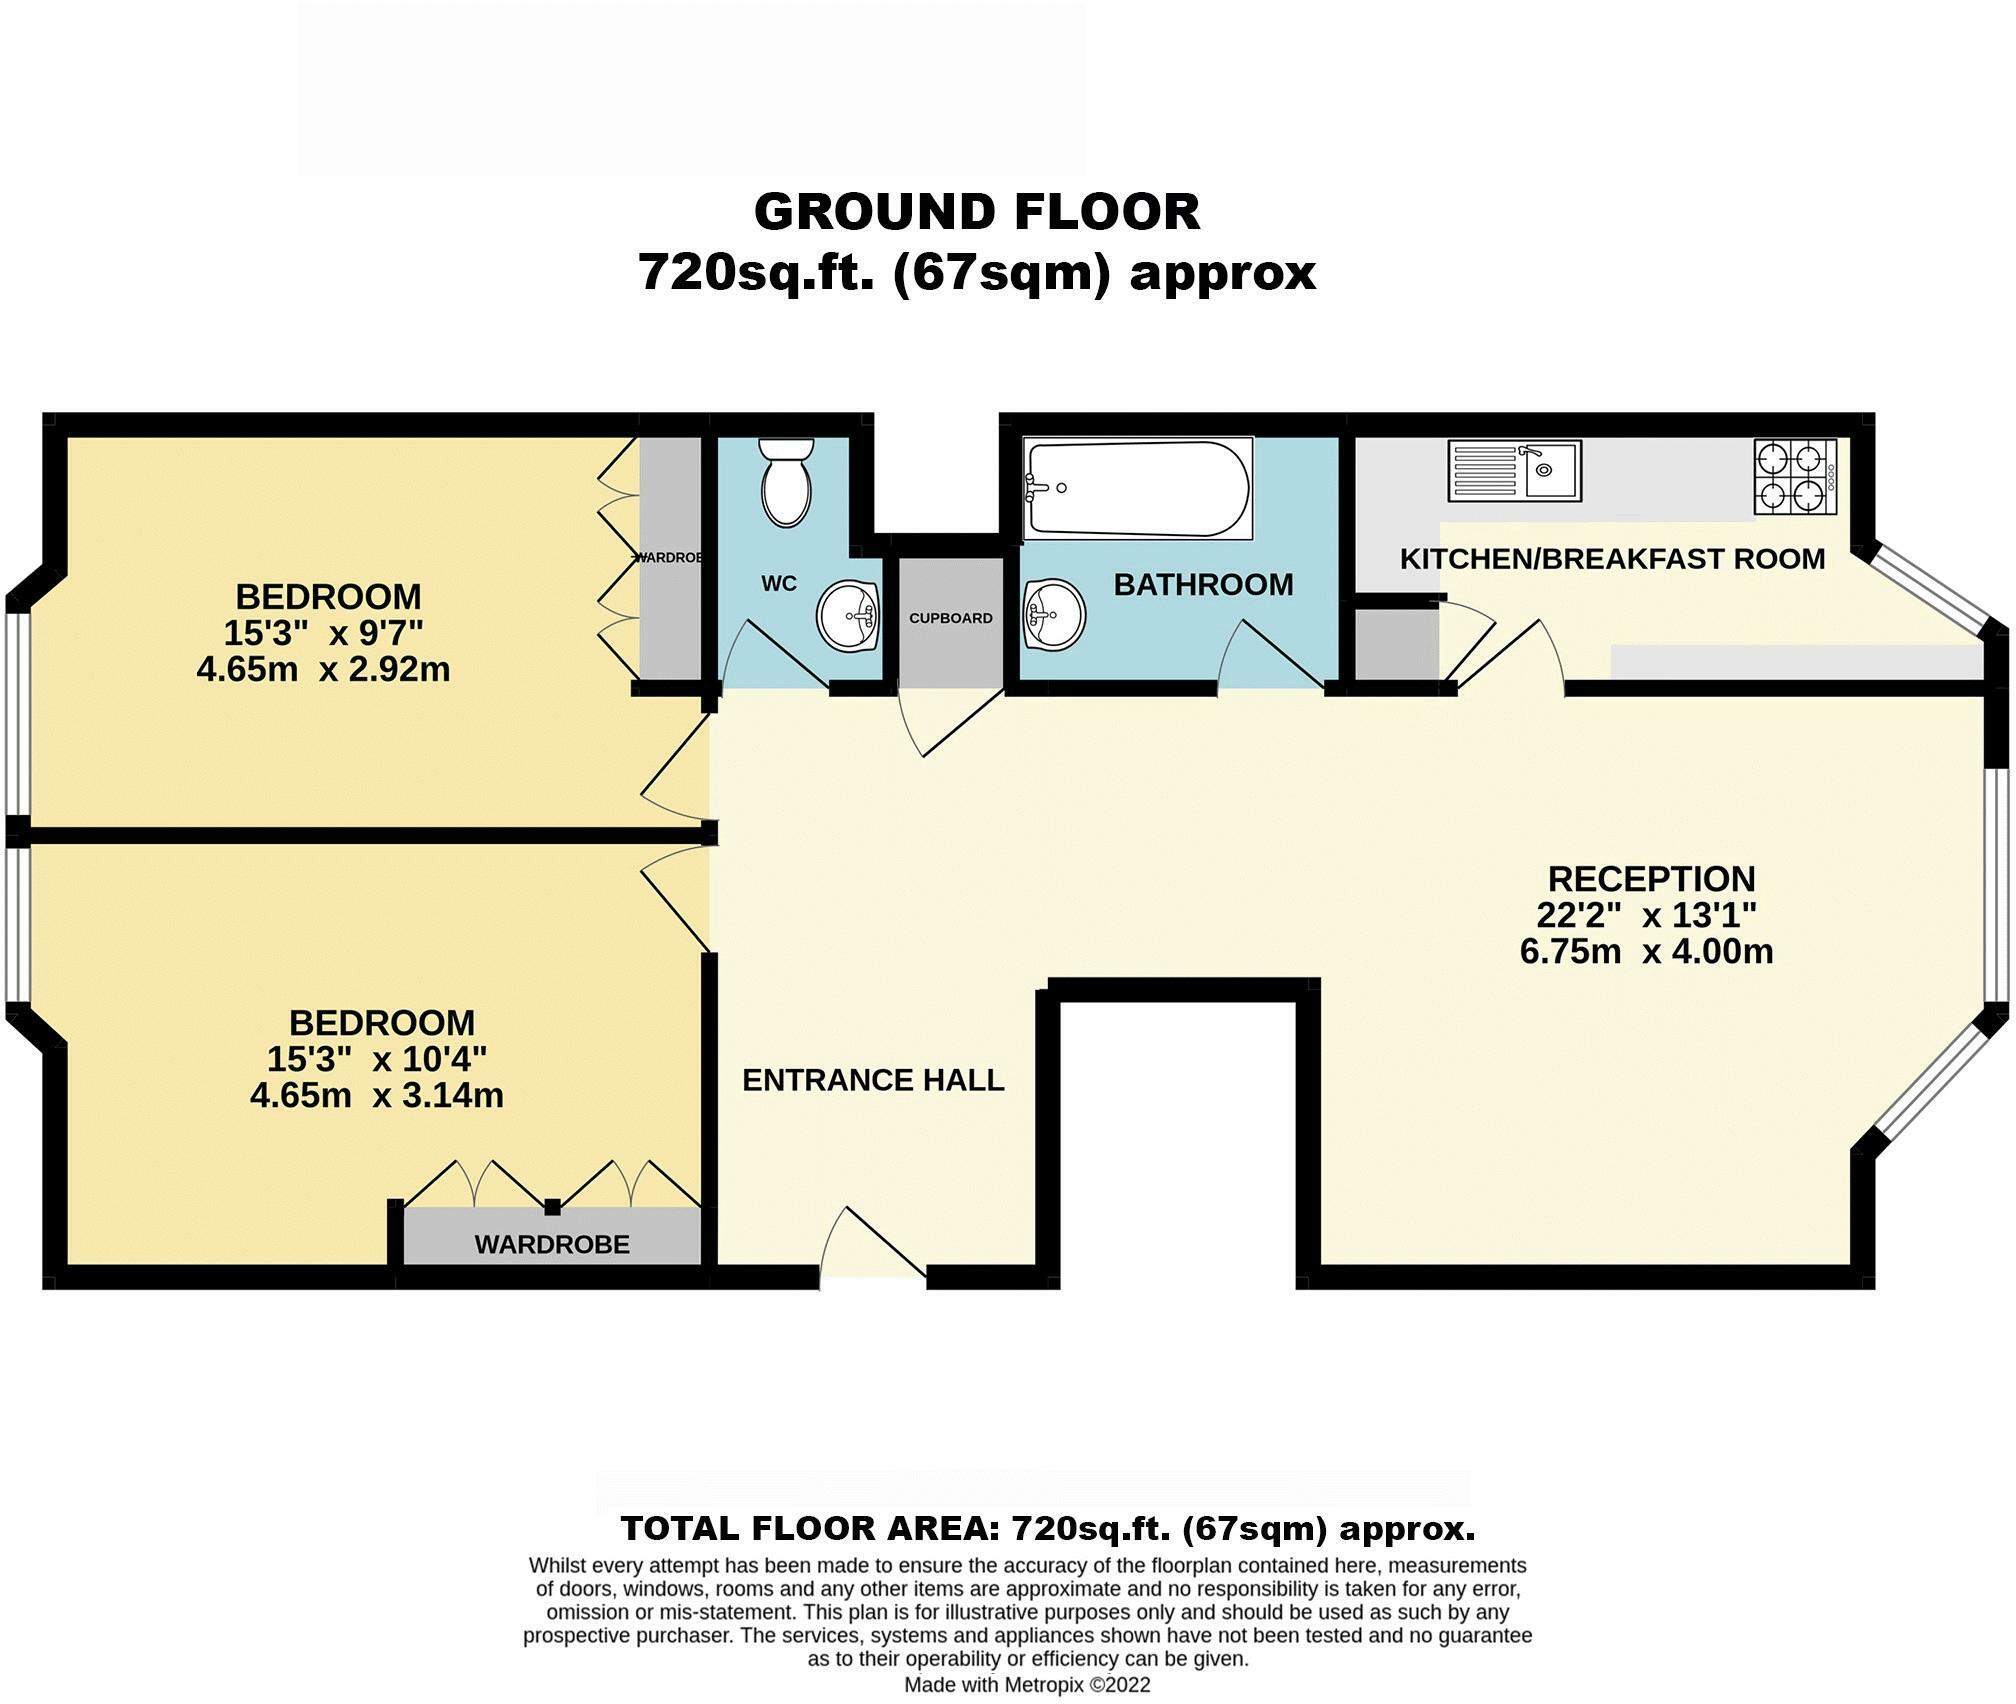 GROUND FLOOR
720sq.ft. (67sqm) approx
BEDROOM
15'3" x 9'7"
4.65m x 2.92m
WARDROBE
WC
CUPBOARD
BATHROOM
KITCHEN/BREAKFAST ROOM
RECEPTION
22'2" x 13'1"
6.75m x 4.00m
BEDROOM
15'3" x 10'4"
4.65m x 3.14m
WARDROBE
ENTRANCE HALL
TOTAL FLOOR AREA: 720sq.ft. (67sqm) approx.
Whilst every attempt has been made to ensure the accuracy of the floorplan contained here, measurements
of doors, windows, rooms and any other items are approximate and no responsibility is taken for any error,
omission or mis-statement. This plan is for illustrative purposes only and should be used as such by any
prospective purchaser. The services, systems and appliances shown have not been tested and no guarantee
as to their operability or efficiency can be given.
Made with Metropix ©2022